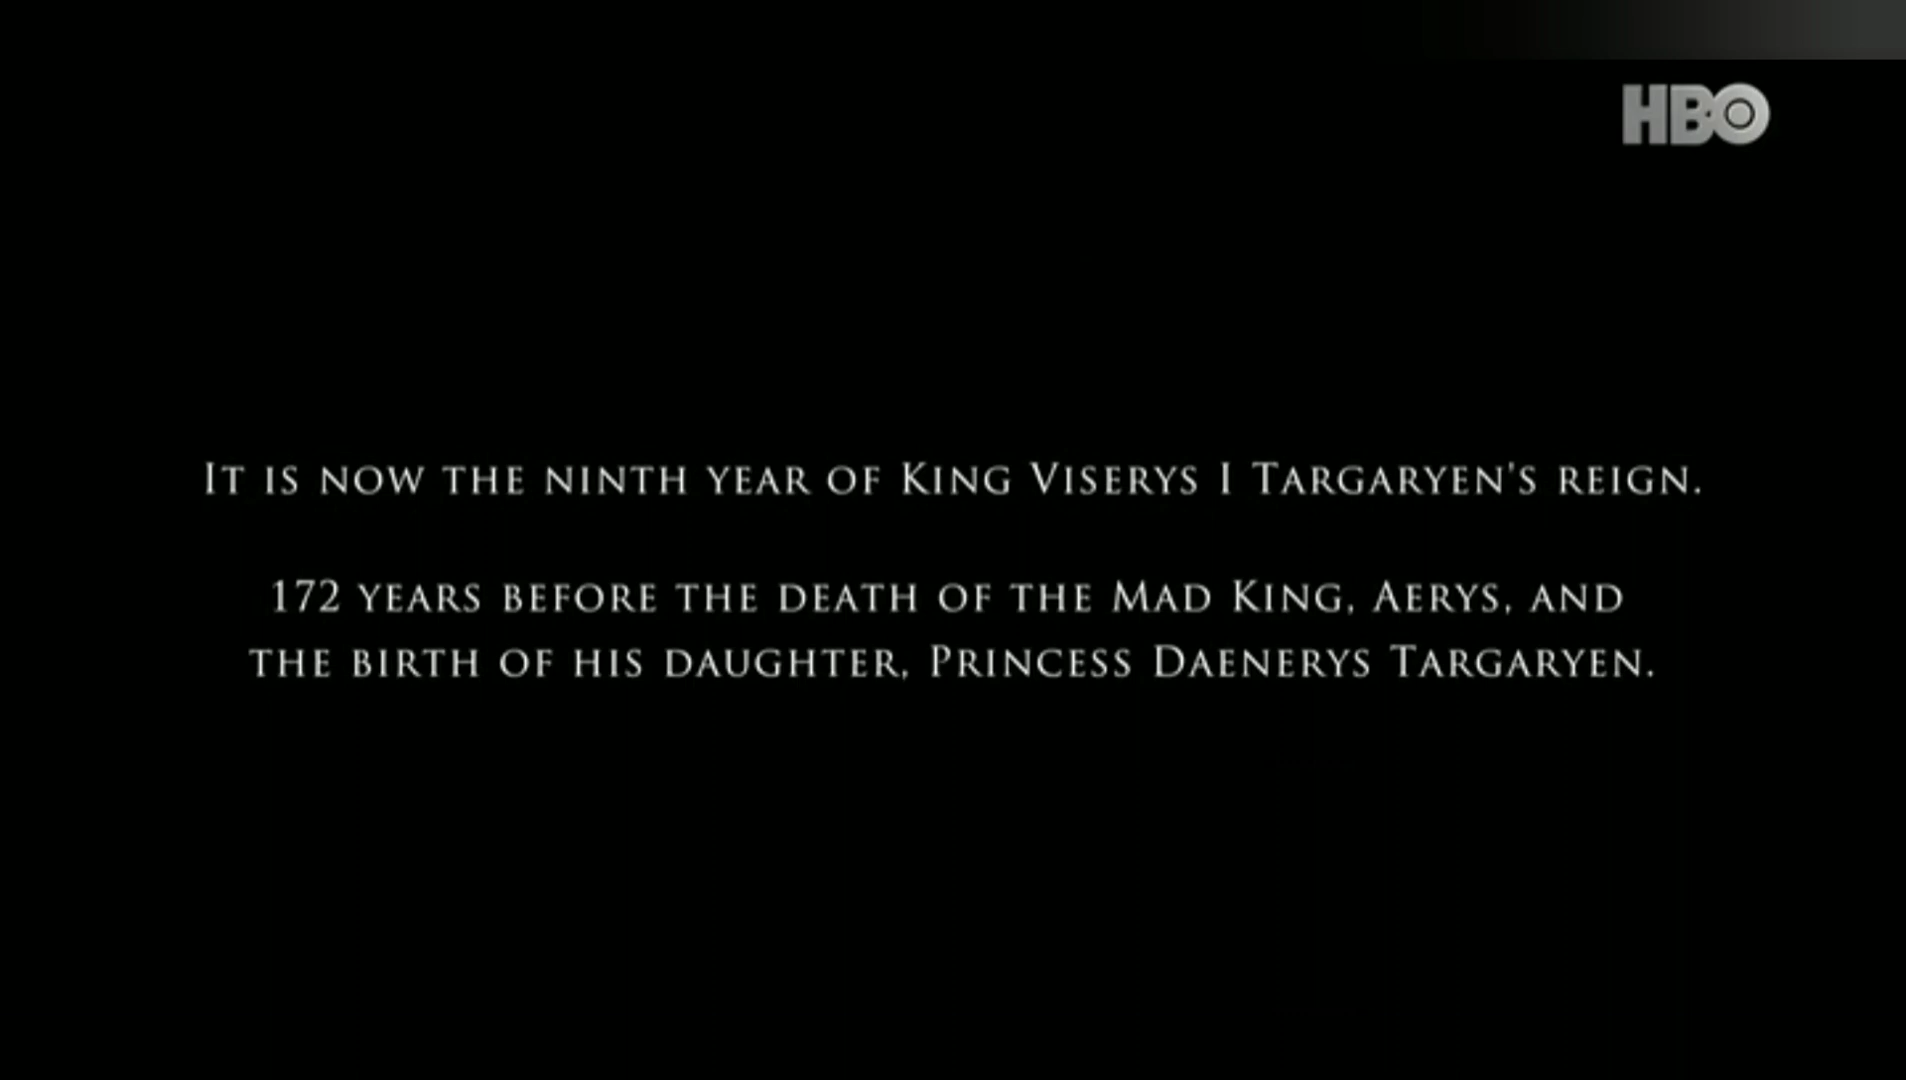 HBO
It is now the ninth year of King Viserys I Targaryen's reign.
172 years before the death of the Mad King, Aerys, and
the birth of his daughter, Princess Daenerys Targaryen.